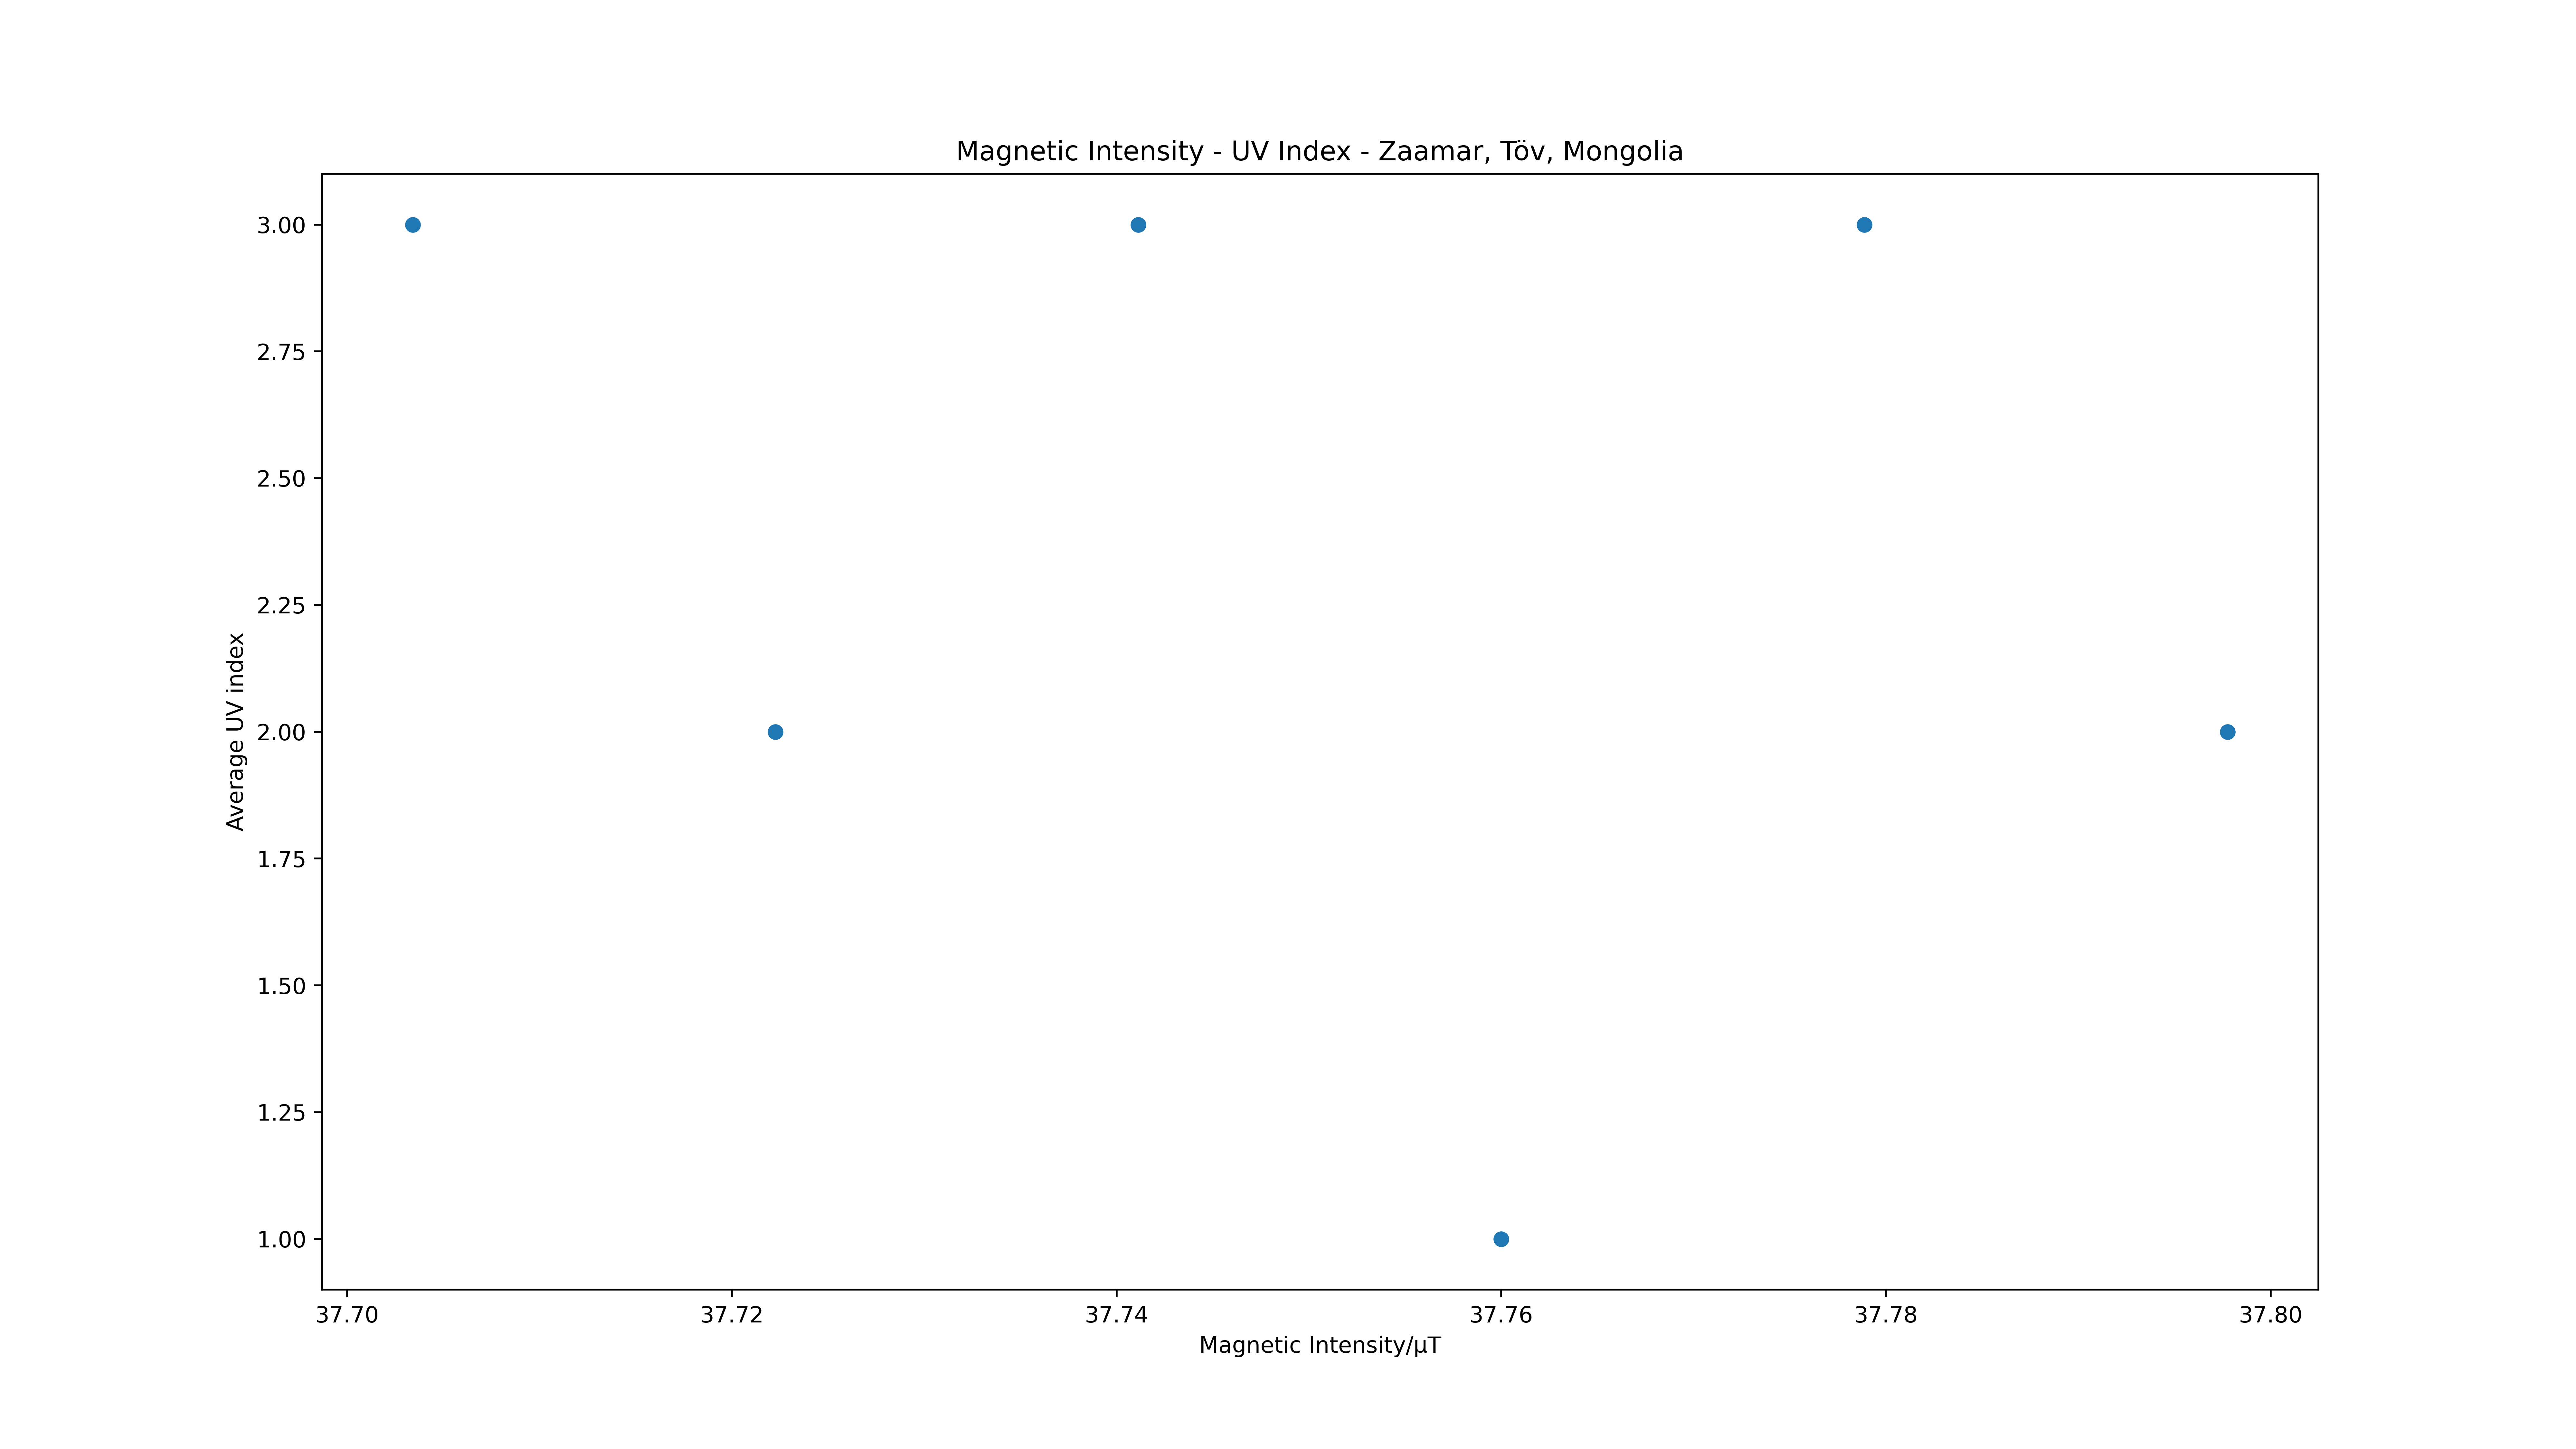 Magnetic Intensity - UV Index - Zaamar, Töv, Mongolia
3.00
2.75
2.50
2.25
2.00
1.75
1.50
1.25
1.00
Average UV index
37.70 37.72 37.74 37.76 37.78 37.80
Magnetic Intensity/µT